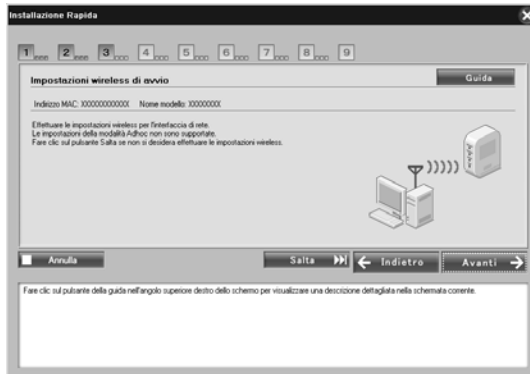 Installazione Rapida
1 2 3 4 5 6 7 8 9
Impostazioni wireless di avvio
Guida
Indirizzo MAC: XXXXXXXXXXXX Nome modello: XXXXXXXX
Effettuare le impostazioni wireless per l'interfaccia di rete.
Le impostazioni della modalità Adhoc non sono supportate.
Fare clic sul pulsante Salta se non si desidera effettuare le impostazioni wireless.
Annulla
Salta
Indietro
Avanti
Fare clic sul pulsante della guida nell'angolo superiore destro dello schermo per visualizzare una descrizione dettagliata nella schermata corrente.